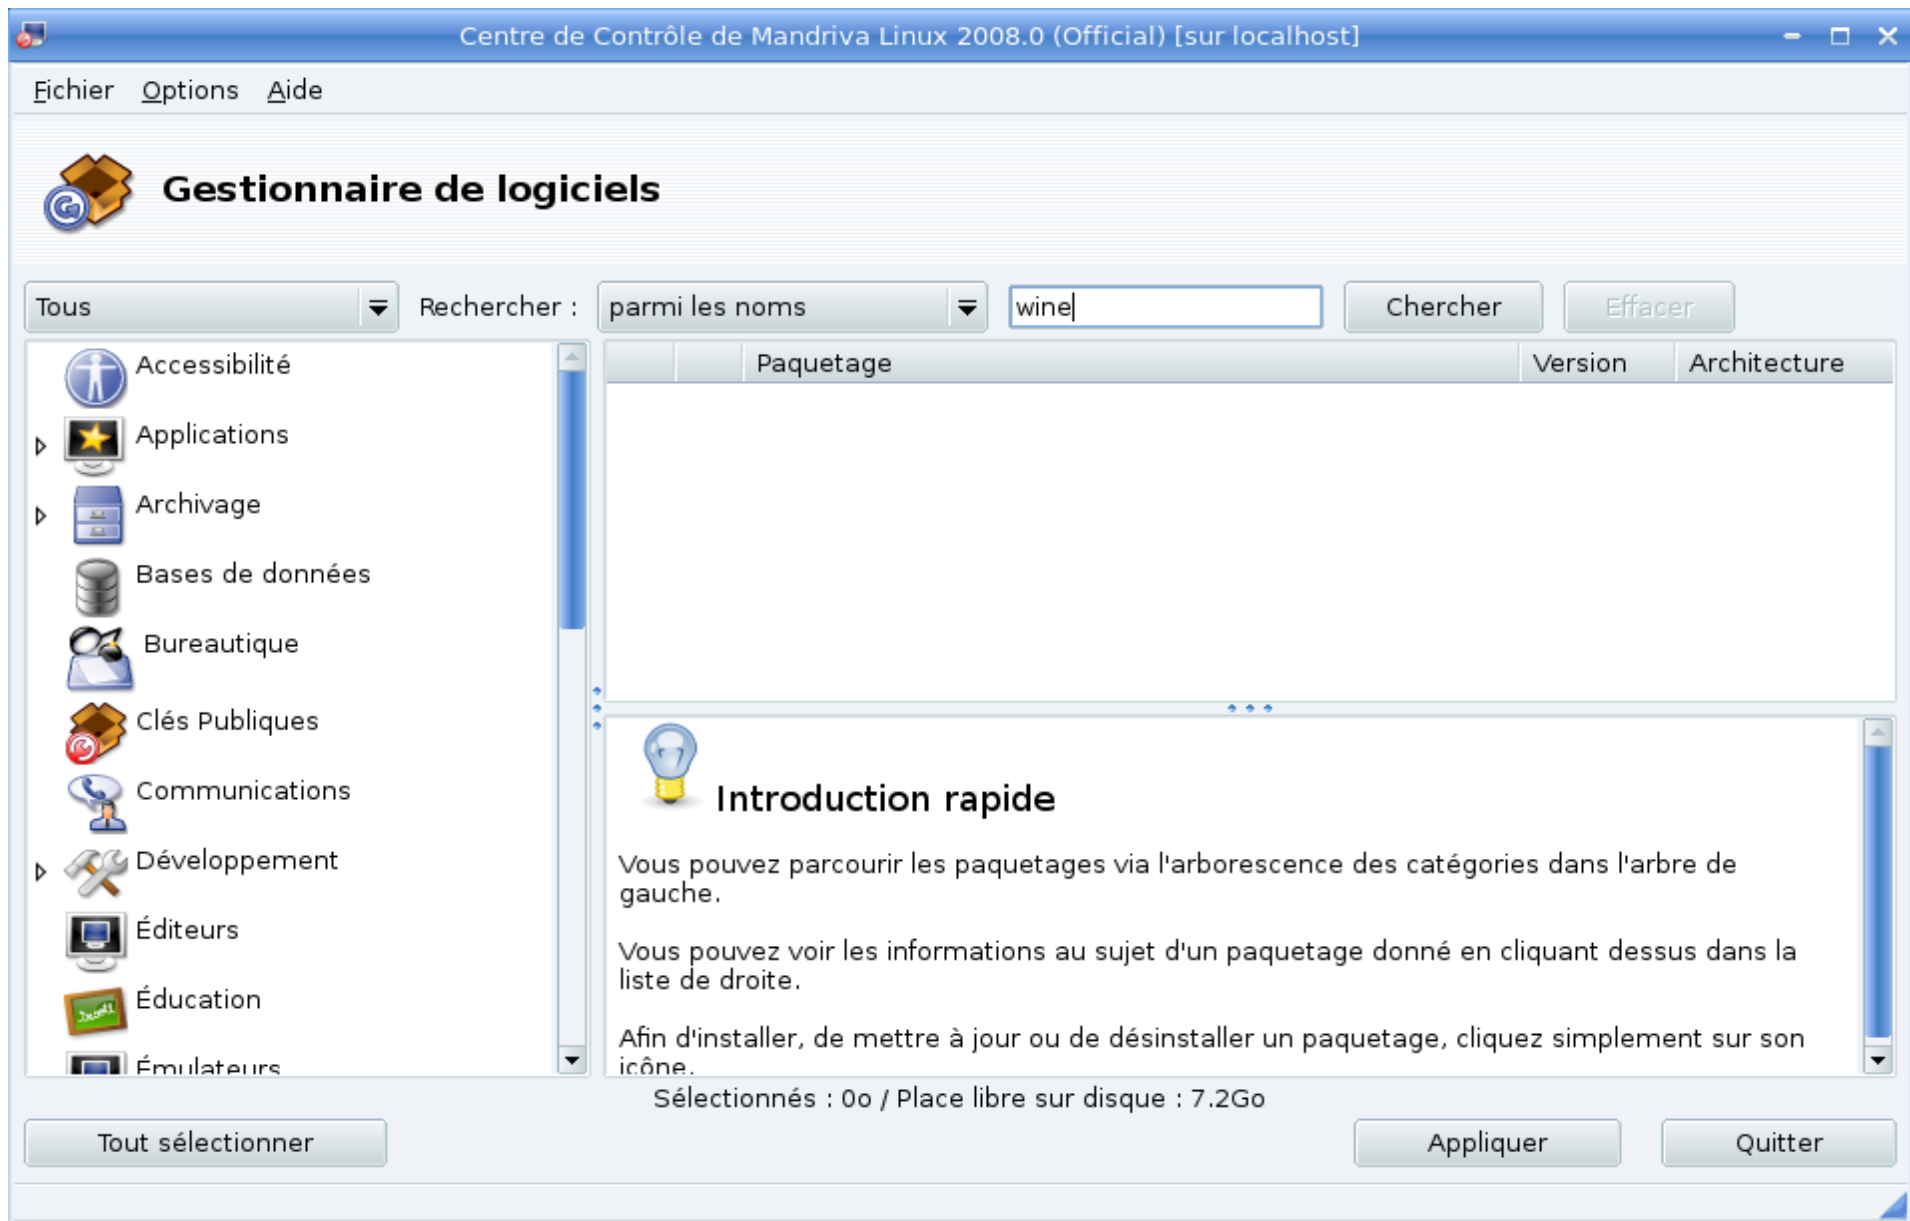 Centre de Contrôle de Mandriva Linux 2008.0 (Official) [sur localhost]
Fichier Options Aide
Gestionnaire de logiciels
Tous Rechercher : parmi les noms wine Chercher Effacer
Paquetage Version Architecture
Accessibilité
Applications
Archivage
Bases de données
Bureautique
Clés Publiques
Communications
Développement
Éditeurs
Éducation
Émulateurs
Introduction rapide
Vous pouvez parcourir les paquetages via l'arborescence des catégories dans l'arbre de
gauche.
Vous pouvez voir les informations au sujet d'un paquetage donné en cliquant dessus dans la
liste de droite.
Afin d'installer, de mettre à jour ou de désinstaller un paquetage, cliquez simplement sur son
icône.
Sélectionnés : 0o / Place libre sur disque : 7.2Go
Tout sélectionner Appliquer Quitter